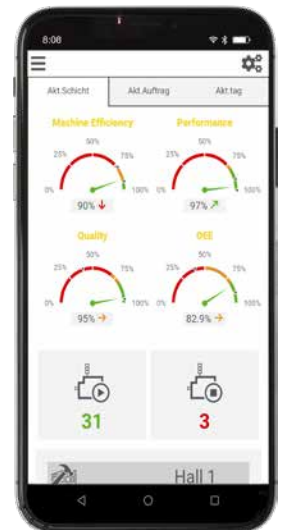 8:08
Akt.Schicht Akt.Auftrag Akt tag
Machine Efficiency Performance
50% 50%
25% 75% 25% 75%
0% 100% 0% 100%
90% 97%
Quality OEE
50% 50%
25% 75% 25% 75%
0% 100% 0% 100%
95% 82.9%
31 3
Hall 1